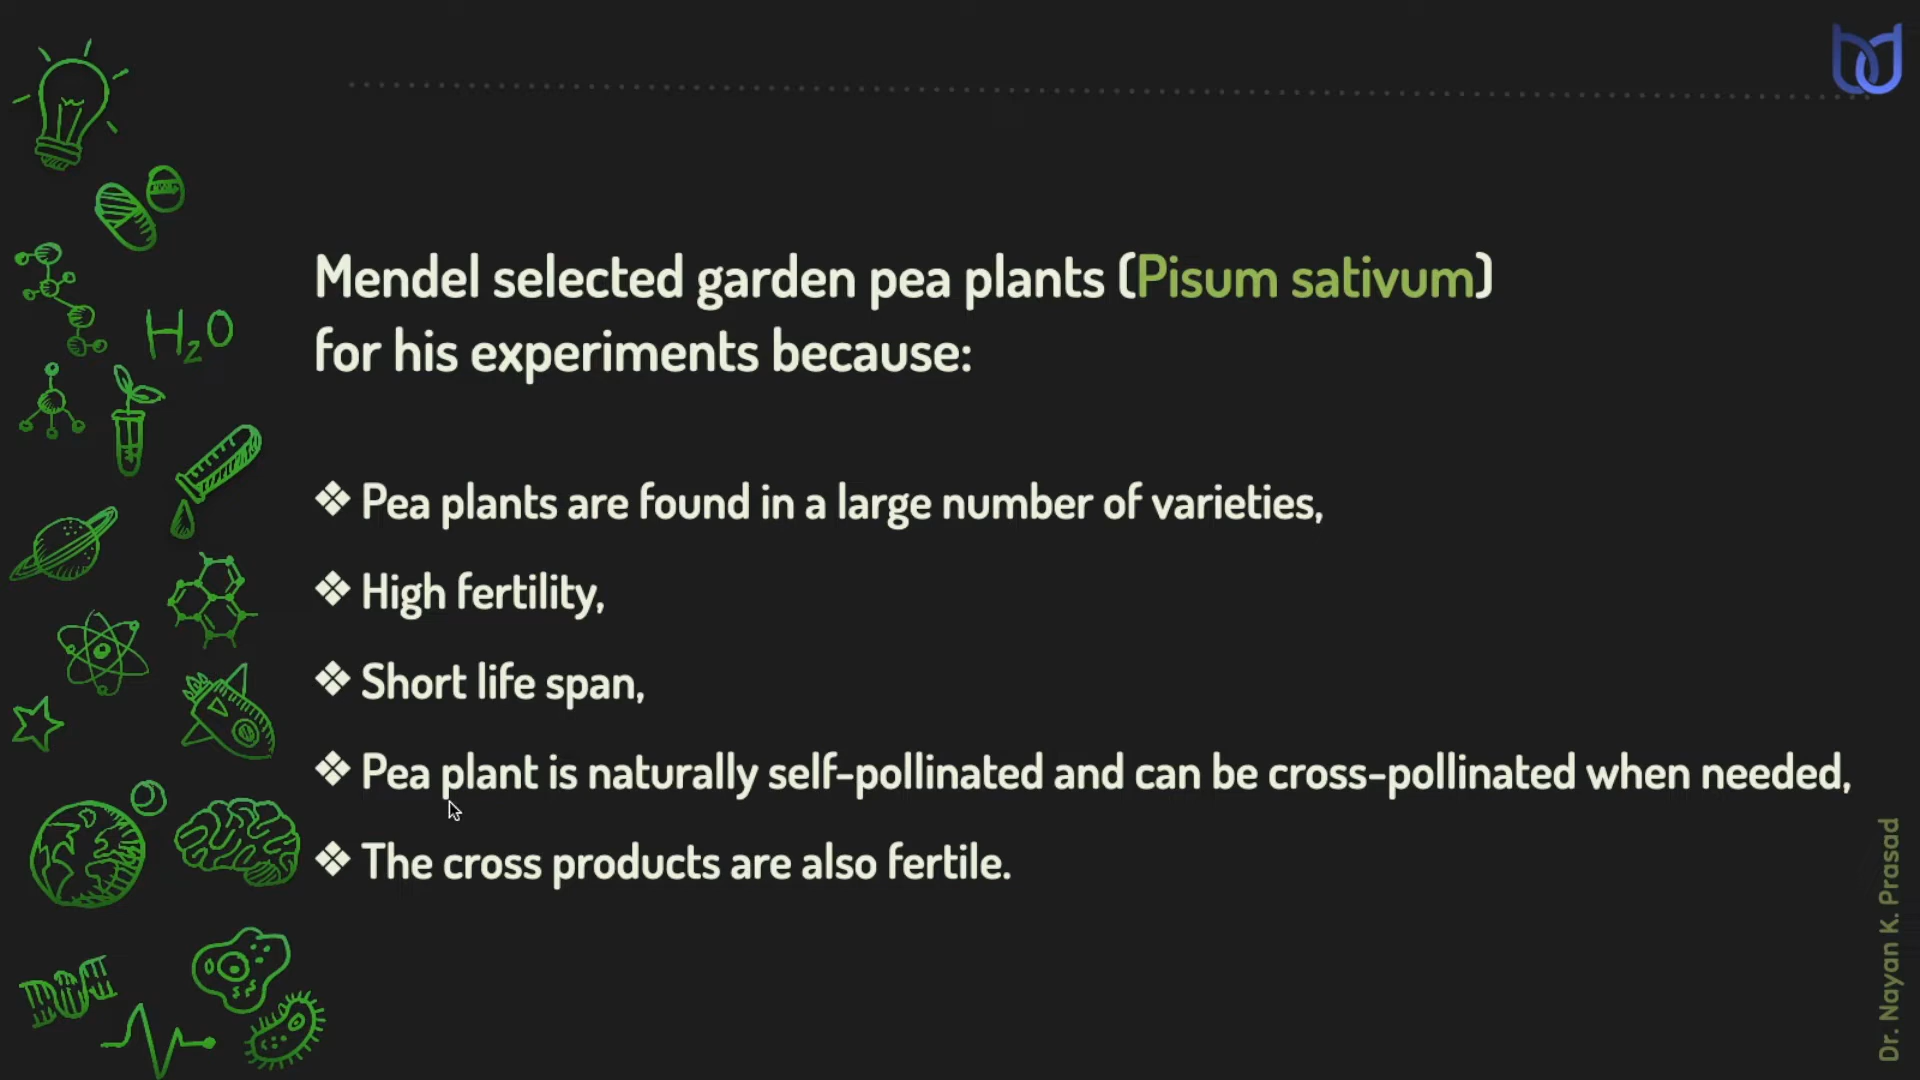 Mendel selected garden pea plants (Pisum sativum)
for his experiments because:
❖ Pea plants are found in a large number of varieties,
❖ High fertility,
❖ Short life span,
❖ Pea plant is naturally self-pollinated and can be cross-pollinated when needed,
❖ The cross products are also fertile.
H₂O
Dr. Nayan K. Prasad